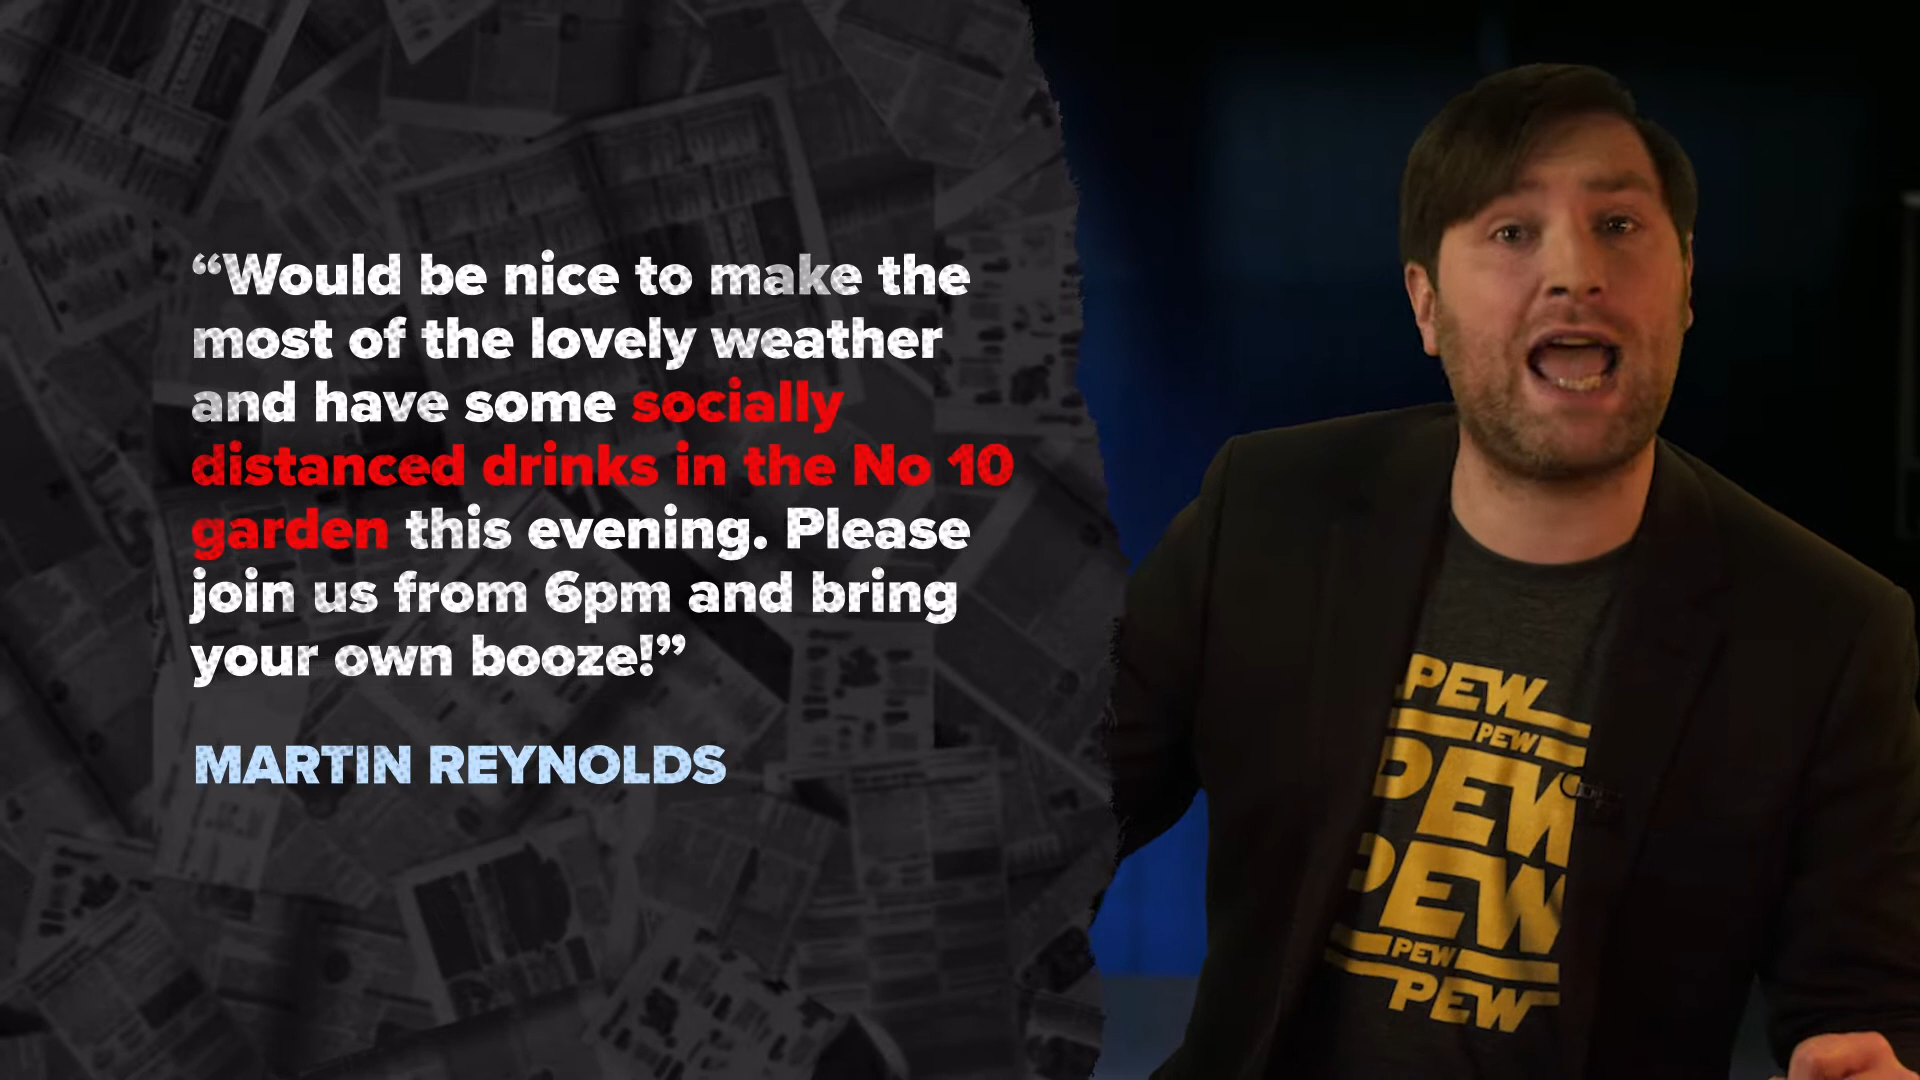 “Would be nice to make the
most of the lovely weather
and have some socially
distanced drinks in the No 10
garden this evening. Please
join us from 6pm and bring
your own booze!”
MARTIN REYNOLDS
PEW
PEW
PEW
PEW
PEW
PEW